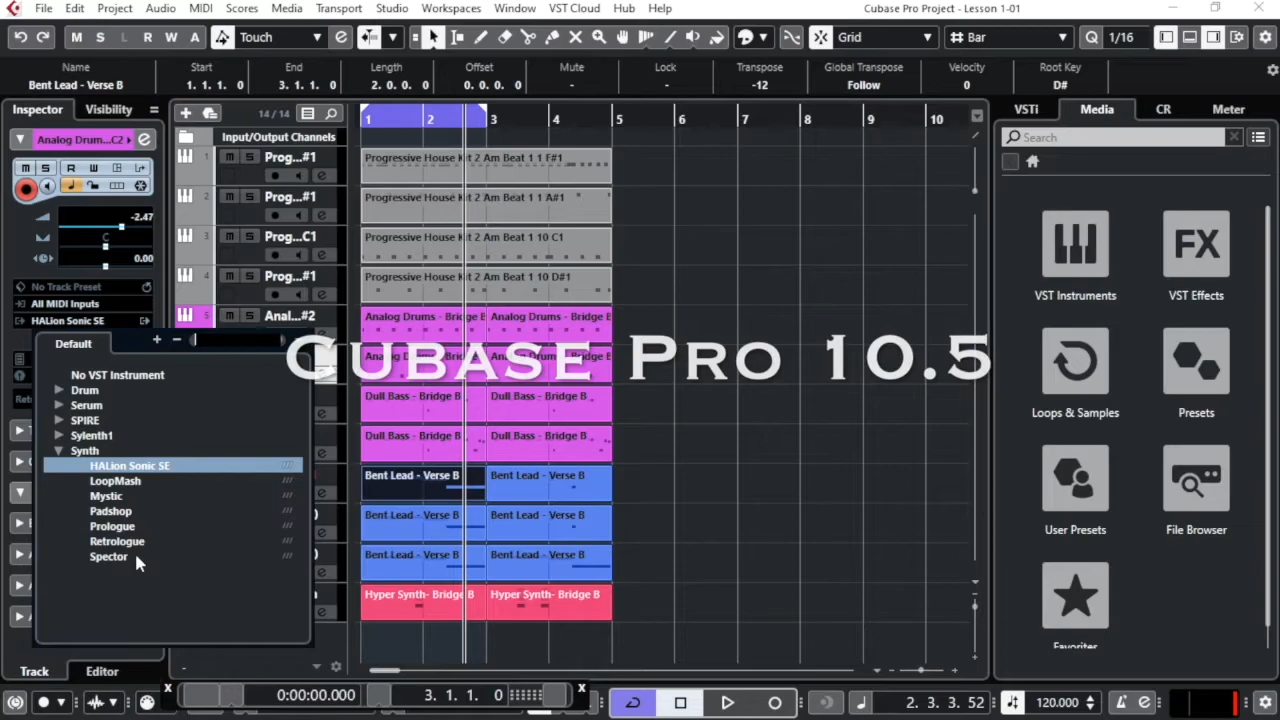 File Edit Project Audio MIDI Scores Media Transport Studio Workspaces Window VST Cloud Hub Help
Cubase Pro Project - Lesson 1-01
M S L R W A Touch Grid Bar Q 1/16
Name Start End Length Offset Mute Lock Transpose Global Transpose Velocity Root Key
Bent Lead - Verse B 1. 1. 1. 0 3. 1. 1. 0 2. 0. 0. 0 0. 0. 0. 0 - - -12 Follow 0 D#
Inspector Visibility
14 / 14
1 2 3 4 5 6 7 8 9 10
VSTi Media CR Meter
Search
Analog Drum...C2
Input/Output Channels
m S R W
-2.47
C
0.00
No Track Preset
All MIDI Inputs
HALion Sonic SE
1 m S Prog...#1
2 m S Prog...#1
3 m S Prog...C1
4 m S Prog...#1
5 m S Anal...#2
Progressive House Kit 2 Am Beat 1 1 F#1
Progressive House Kit 2 Am Beat 1 1 A#1
Progressive House Kit 2 Am Beat 1 10 C1
Progressive House Kit 2 Am Beat 1 10 D#1
Analog Drums - Bridge B Analog Drums - Bridge B
Dull Bass - Bridge B Dull Bass - Bridge B
Dull Bass - Bridge B Dull Bass - Bridge B
Bent Lead - Verse B Bent Lead - Verse B
Bent Lead - Verse B Bent Lead - Verse B
Bent Lead - Verse B Bent Lead - Verse B
Hyper Synth- Bridge B Hyper Synth- Bridge B
Cubase Pro 10.5
Default
No VST Instrument
Drum
Serum
SPIRE
Sylenth1
Synth
HALion Sonic SE
LoopMash
Mystic
Padshop
Prologue
Retrologue
Spector
VST Instruments
FX
VST Effects
Loops & Samples
Presets
User Presets
File Browser
Favorites
Track Editor
0:00:00.000
3. 1. 1. 0
2. 3. 3. 52
120.000